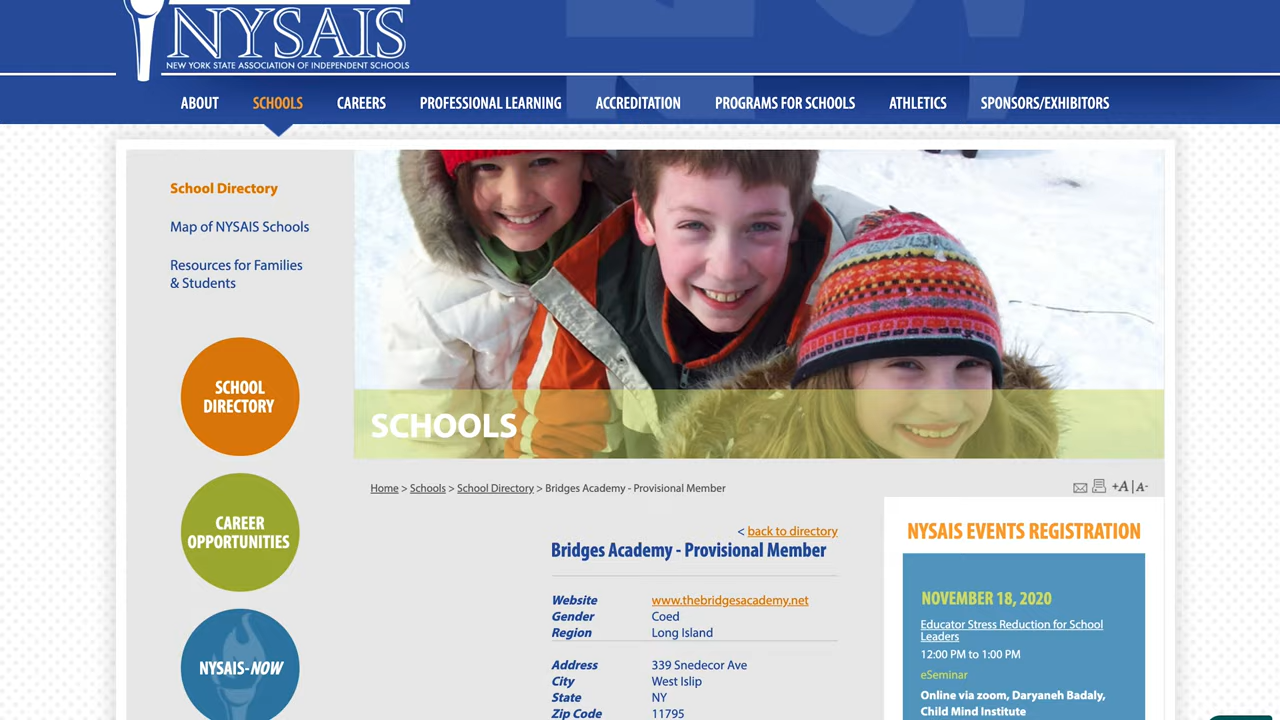 NYSAIS
NEW YORK STATE ASSOCIATION OF INDEPENDENT SCHOOLS
ABOUT SCHOOLS CAREERS PROFESSIONAL LEARNING ACCREDITATION PROGRAMS FOR SCHOOLS ATHLETICS SPONSORS/EXHIBITORS
School Directory
Map of NYSAIS Schools
Resources for Families
& Students
SCHOOL
DIRECTORY
CAREER
OPPORTUNITIES
NYSAIS-NOW
SCHOOLS
Home > Schools > School Directory > Bridges Academy - Provisional Member
+A | A-
< back to directory
Bridges Academy - Provisional Member
Website www.thebridgesacademy.net
Gender Coed
Region Long Island
Address 339 Snedecor Ave
City West Islip
State NY
Zip Code 11795
NYSAIS EVENTS REGISTRATION
NOVEMBER 18, 2020
Educator Stress Reduction for School
Leaders
12:00 PM to 1:00 PM
eSeminar
Online via zoom, Daryaneh Badaly,
Child Mind Institute